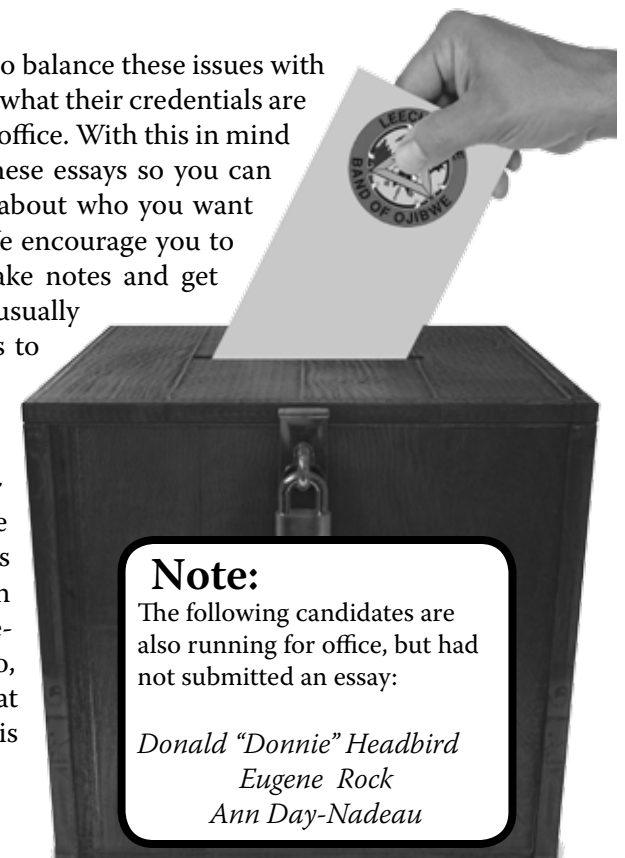 o balance these issues with
what their credentials are
office. With this in mind
hese essays so you can
about who you want
e encourage you to
ake notes and get
usually
s to
e
s
n
e-
o,
at
is
LEECH
BAND OF OJIBWE
Note:
The following candidates are
also running for office, but had
not submitted an essay:
Donald “Donnie” Headbird
Eugene Rock
Ann Day-Nadeau